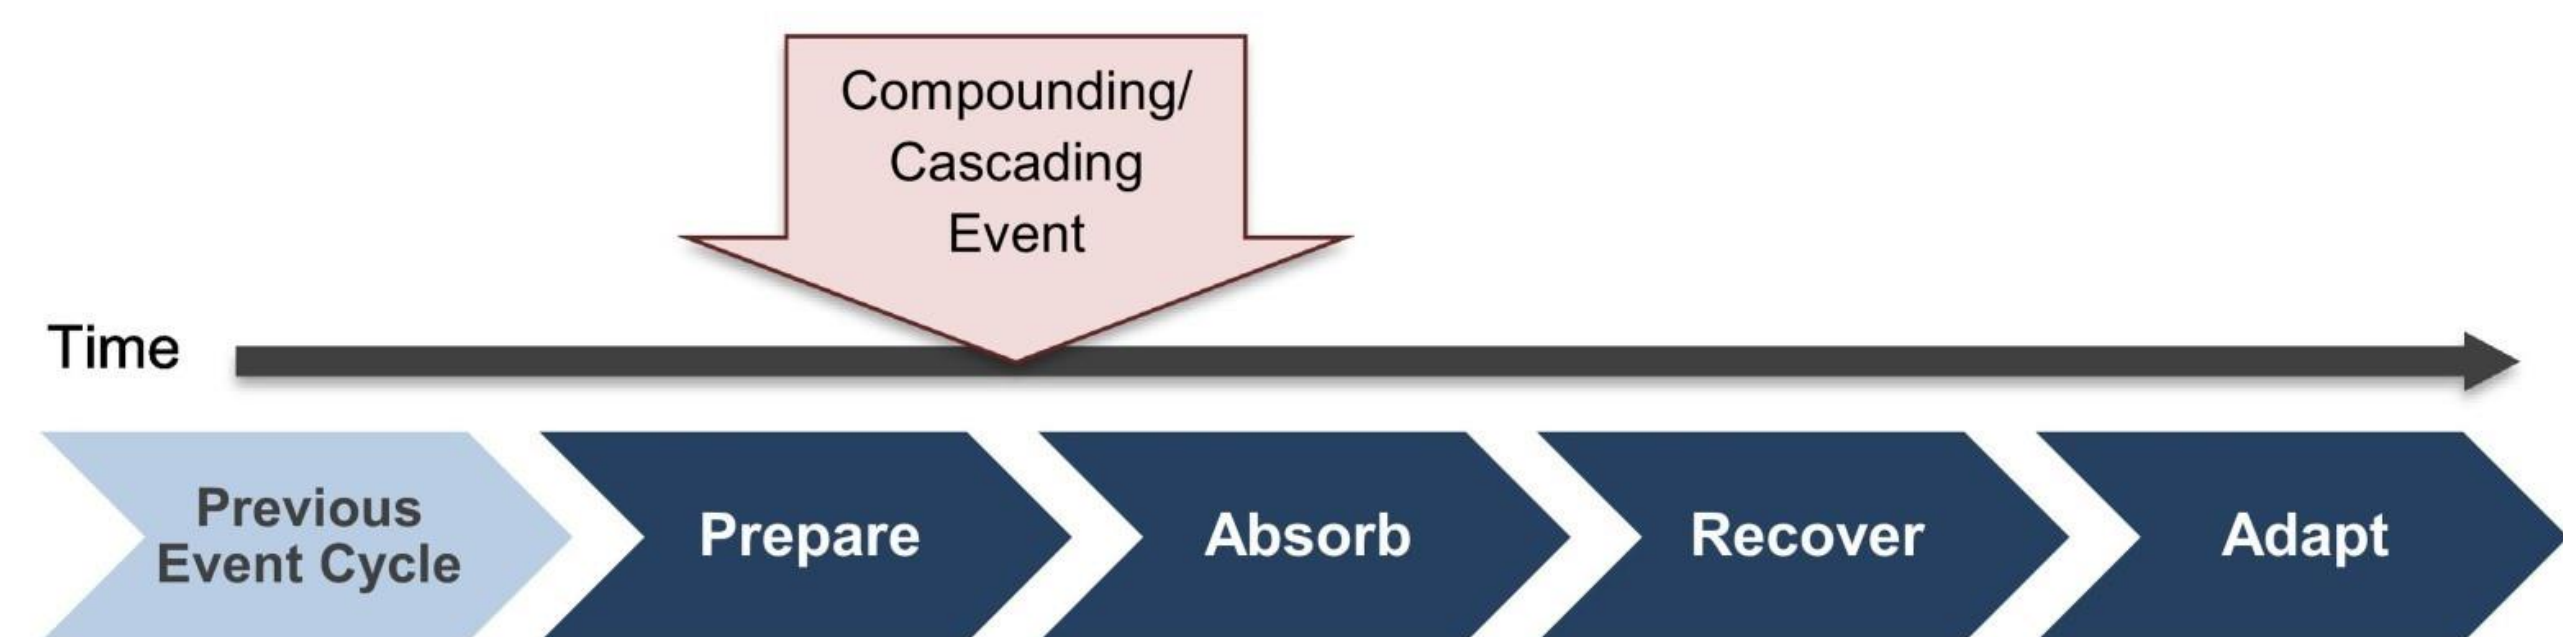 Compounding/
Cascading
Event
Time
Previous
Event Cycle
Prepare
Absorb
Recover
Adapt